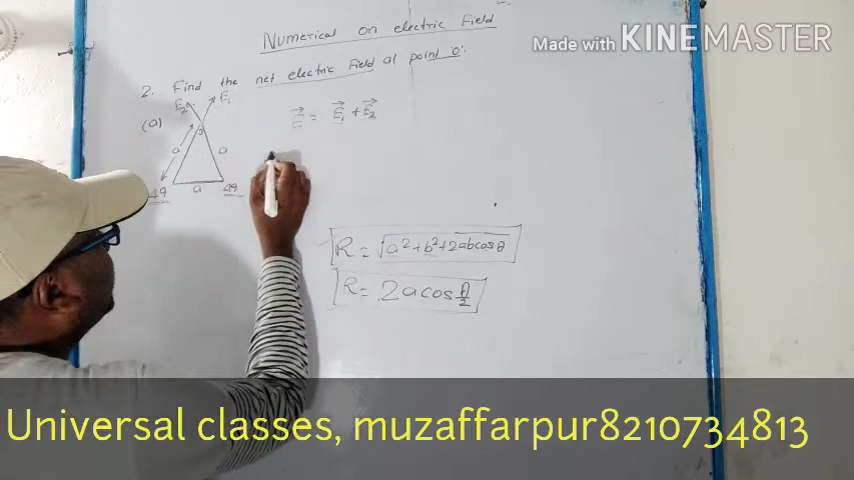 Numerical on electric Field
Made with KINEMASTER
2. Find the net electric field at point 'O':
E2 E1
(a)
E = E1 + E2
O
a a
a
49
R = √a²+b²+2abcosθ
R = 2acos θ/2
Universal classes, muzaffarpur8210734813